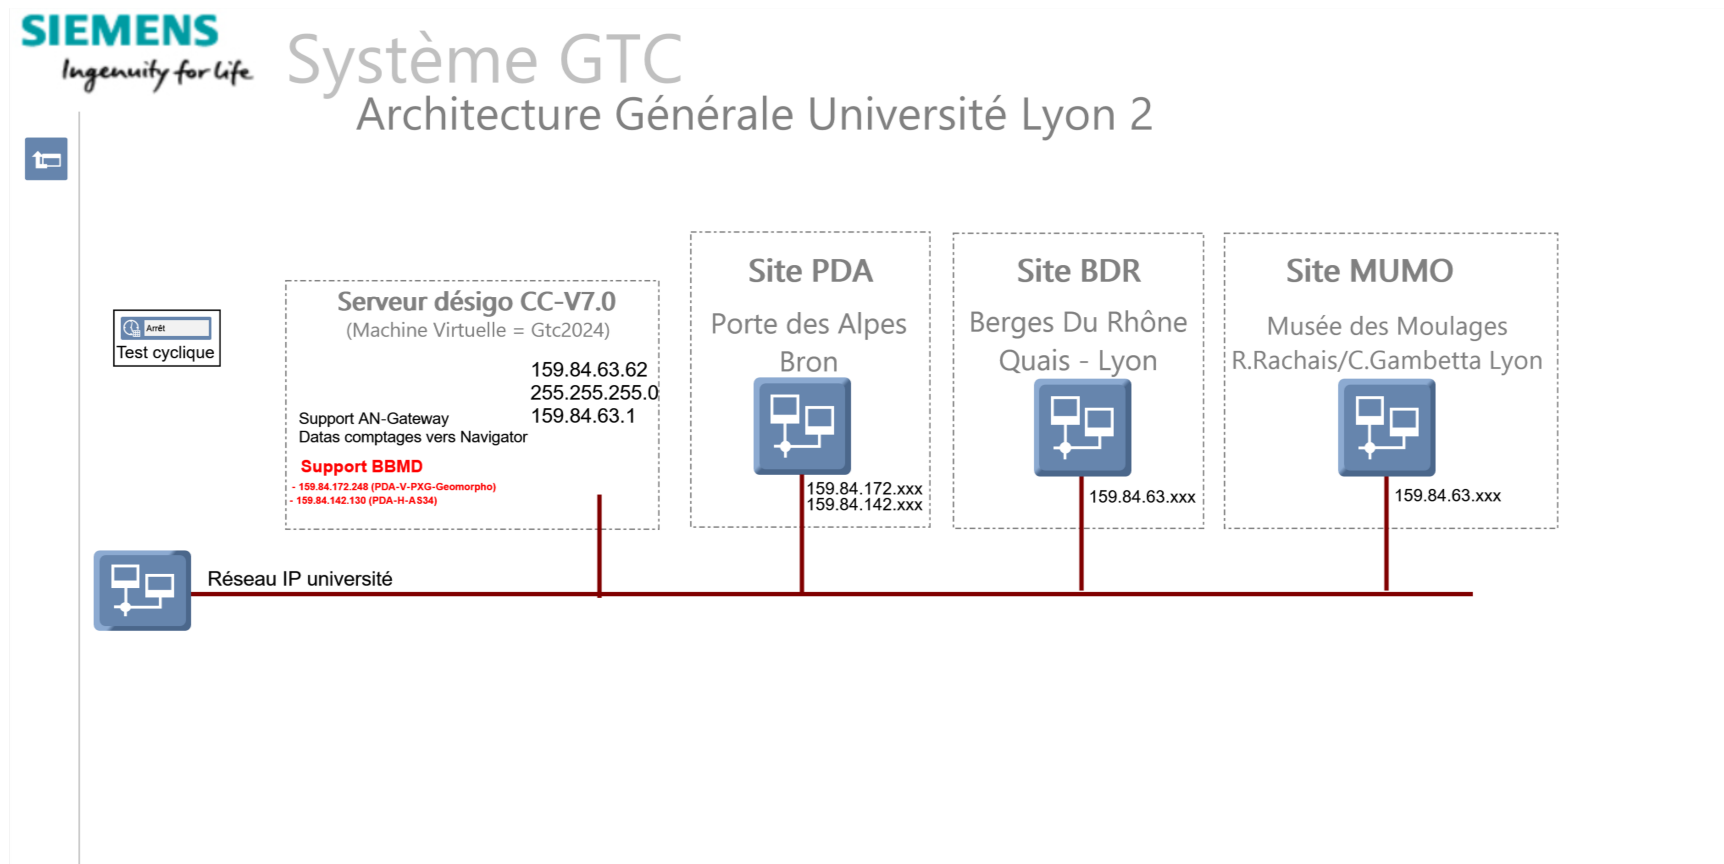 SIEMENS
Ingenuity for life
Système GTC
Architecture Générale Université Lyon 2
Arrêt
Test cyclique
Serveur désigo CC-V7.0
(Machine Virtuelle = Gtc2024)
159.84.63.62
255.255.255.0
159.84.63.1
Support AN-Gateway
Datas comptages vers Navigator
Support BBMD
- 159.84.172.248 (PDA-V-PXG-Geomorpho)
- 159.84.142.130 (PDA-H-AS34)
Site PDA
Porte des Alpes
Bron
159.84.172.xxx
159.84.142.xxx
Site BDR
Berges Du Rhône
Quais - Lyon
159.84.63.xxx
Site MUMO
Musée des Moulages
R.Rachais/C.Gambetta Lyon
159.84.63.xxx
Réseau IP université